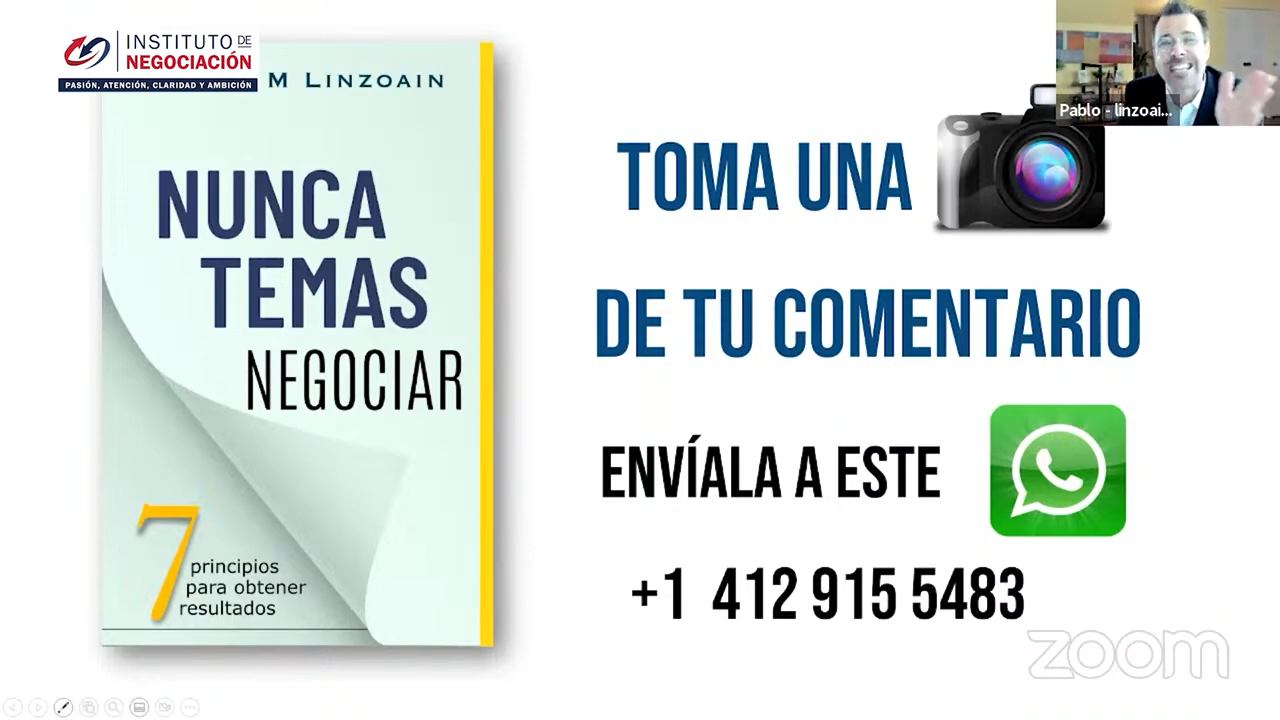 INSTITUTO DE
NEGOCIACIÓN
PASIÓN, ATENCIÓN, CLARIDAD Y AMBICIÓN
M LINZOAIN
NUNCA
TEMAS
NEGOCIAR
7 principios
para obtener
resultados
TOMA UNA
DE TU COMENTARIO
ENVÍALA A ESTE
+1 412 915 5483
Pablo - linzoai...
zoom